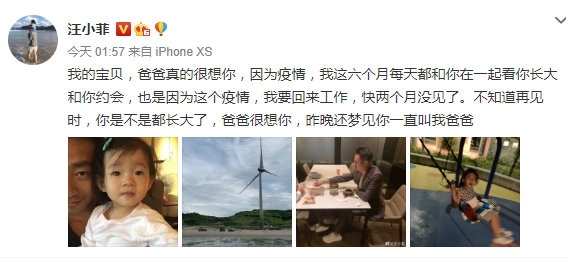 汪小菲
今天 01:57 来自 iPhone XS
我的宝贝，爸爸真的很想你，因为疫情，我这六个月每天都和你在一起看你长大
和你约会，也是因为这个疫情，我要回来工作，快两个月没见了。不知道再见
时，你是不是都长大了，爸爸很想你，昨晚还梦见你一直叫我爸爸